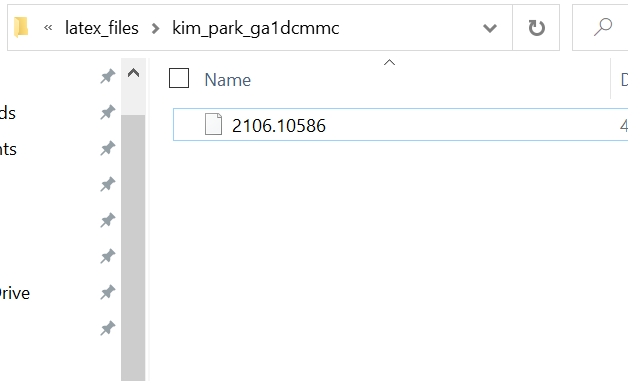 « latex_files > kim_park_ga1dcmmc
Name
ds
nts
2106.10586
Drive